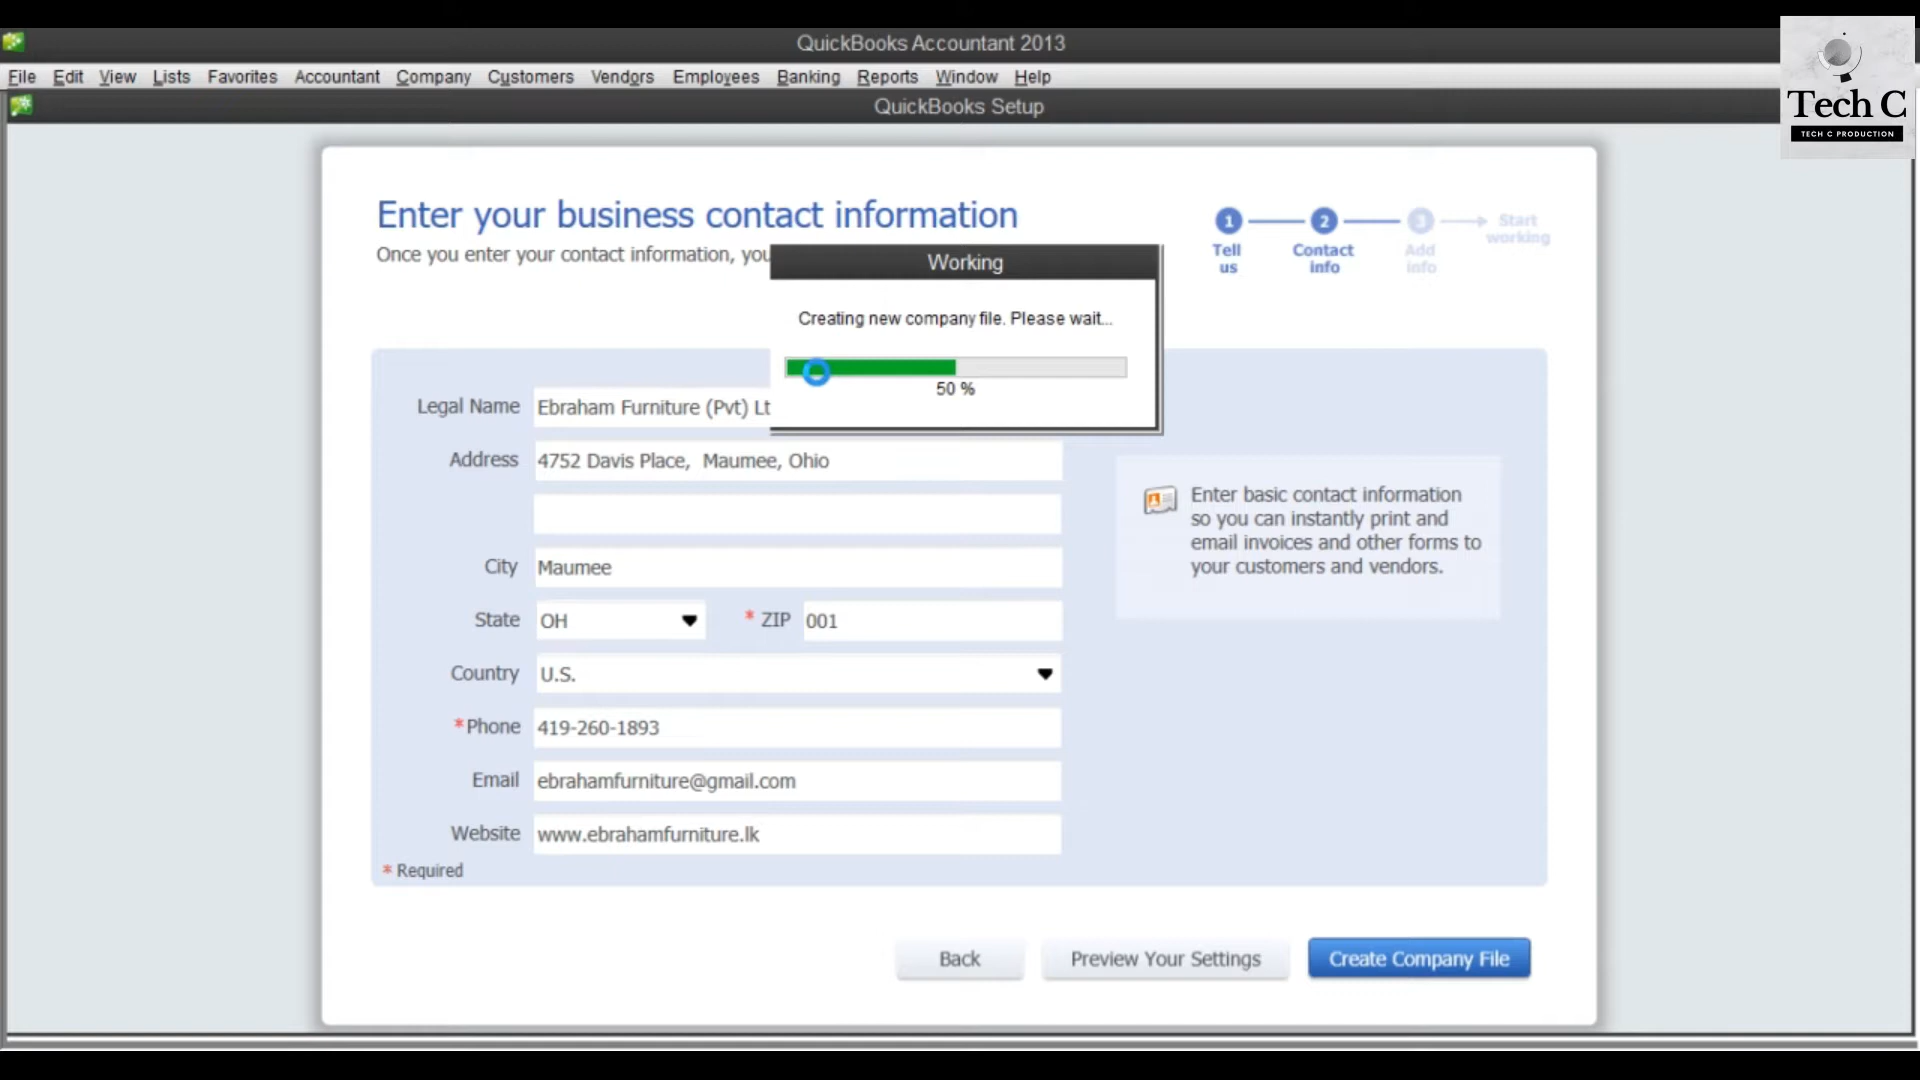 QuickBooks Accountant 2013
File Edit View Lists Favorites Accountant Company Customers Vendors Employees Banking Reports Window Help
QuickBooks Setup
Tech C
TECH C PRODUCTION
Enter your business contact information
Once you enter your contact information, you
1 2 3 Start working
Tell us
Contact info
Add info
Working
Creating new company file. Please wait...
50 %
Legal Name Ebraham Furniture (Pvt) Lt
Address 4752 Davis Place, Maumee, Ohio
City Maumee
State OH * ZIP 001
Country U.S.
*Phone 419-260-1893
Email ebrahamfurniture@gmail.com
Website www.ebrahamfurniture.lk
* Required
Enter basic contact information
so you can instantly print and
email invoices and other forms to
your customers and vendors.
Back Preview Your Settings Create Company File